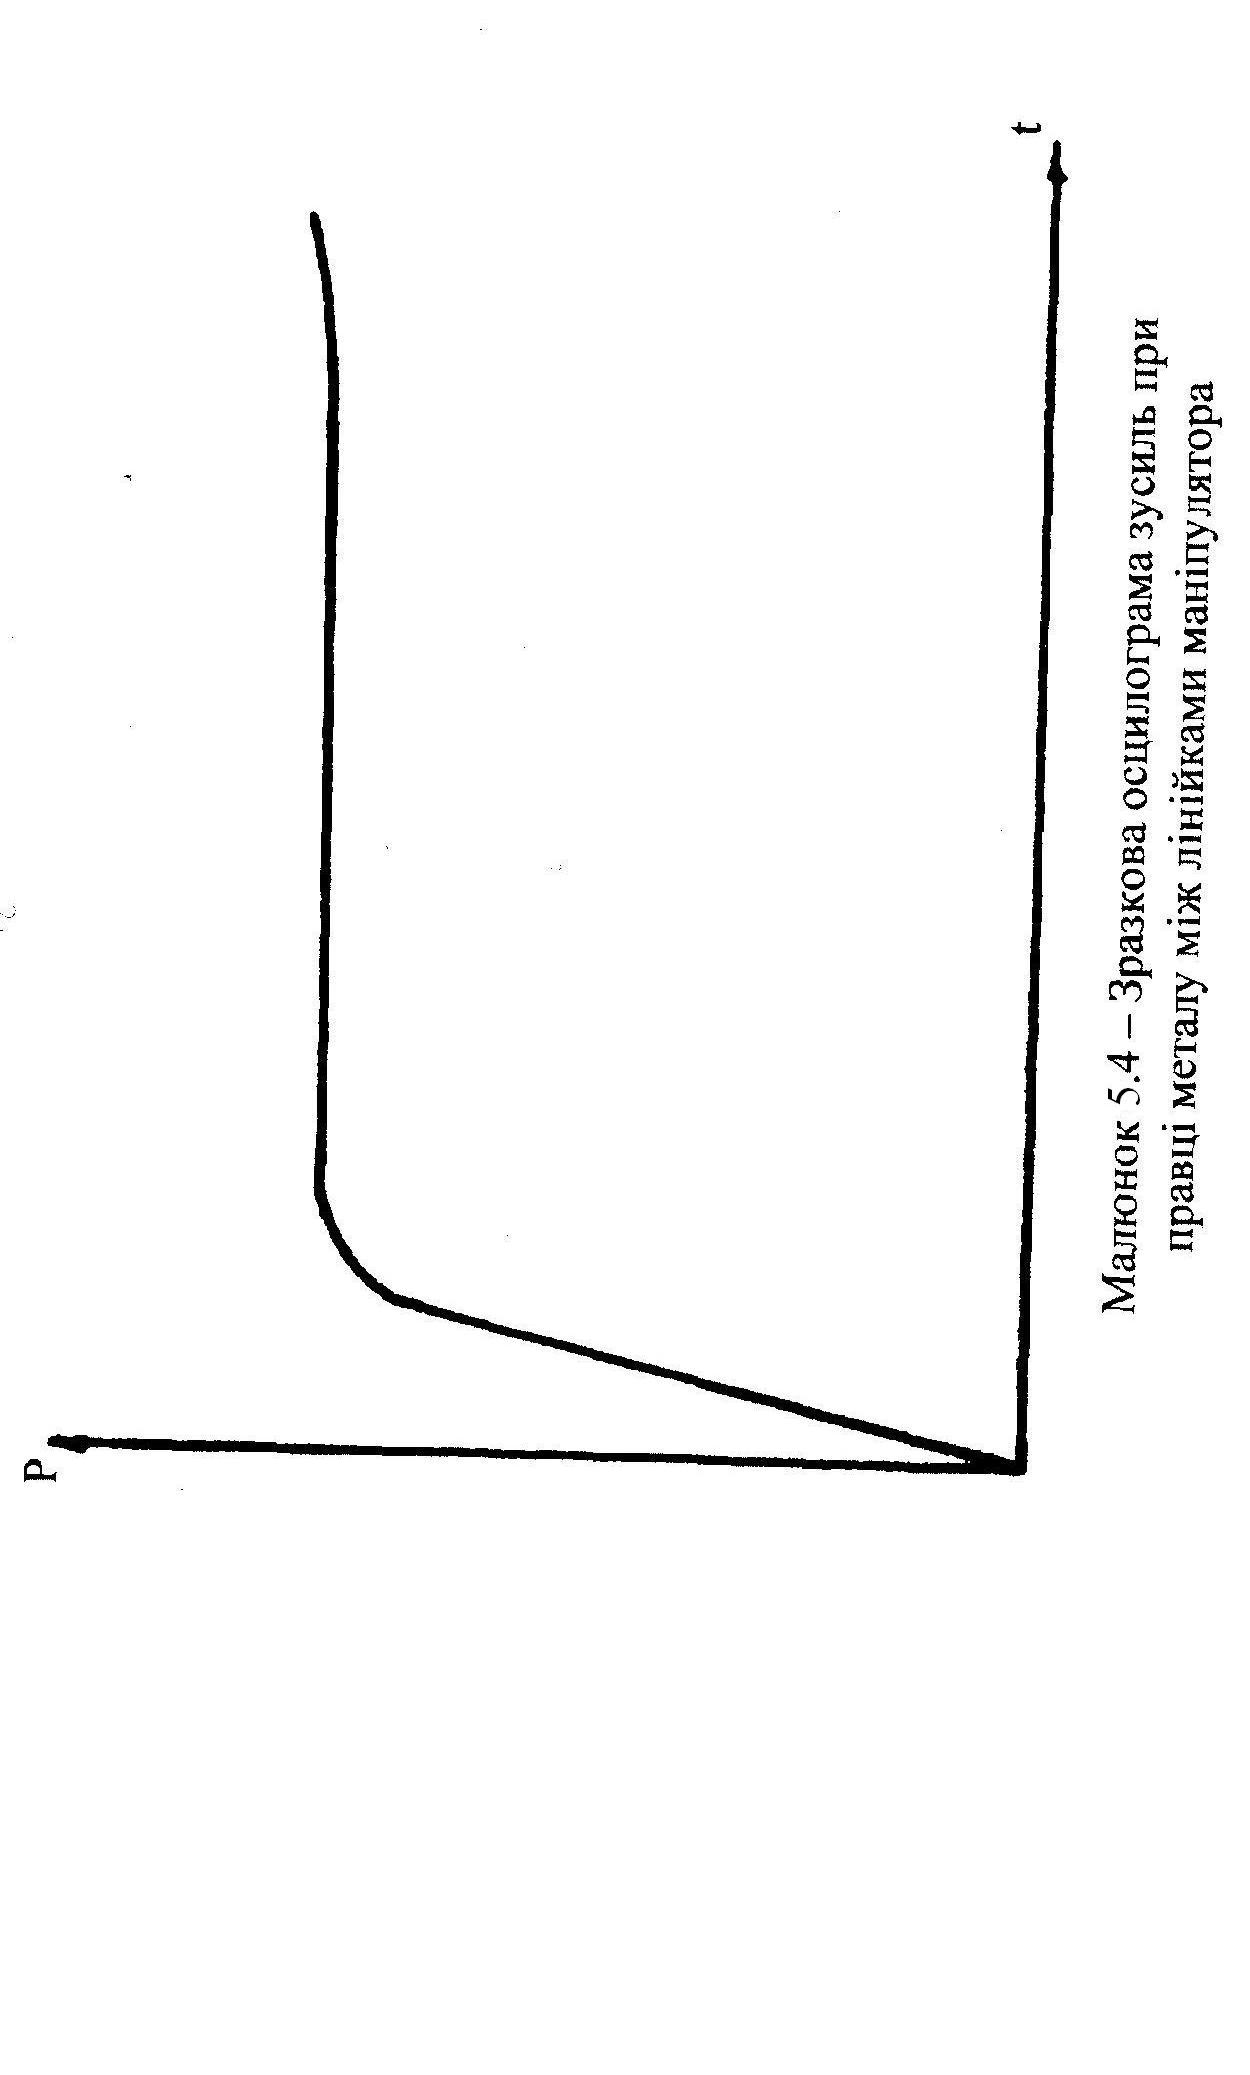 P
t
Малюнок 5.4 – Зразкова осцилограма зусиль при
правці металу між лінійками маніпулятора